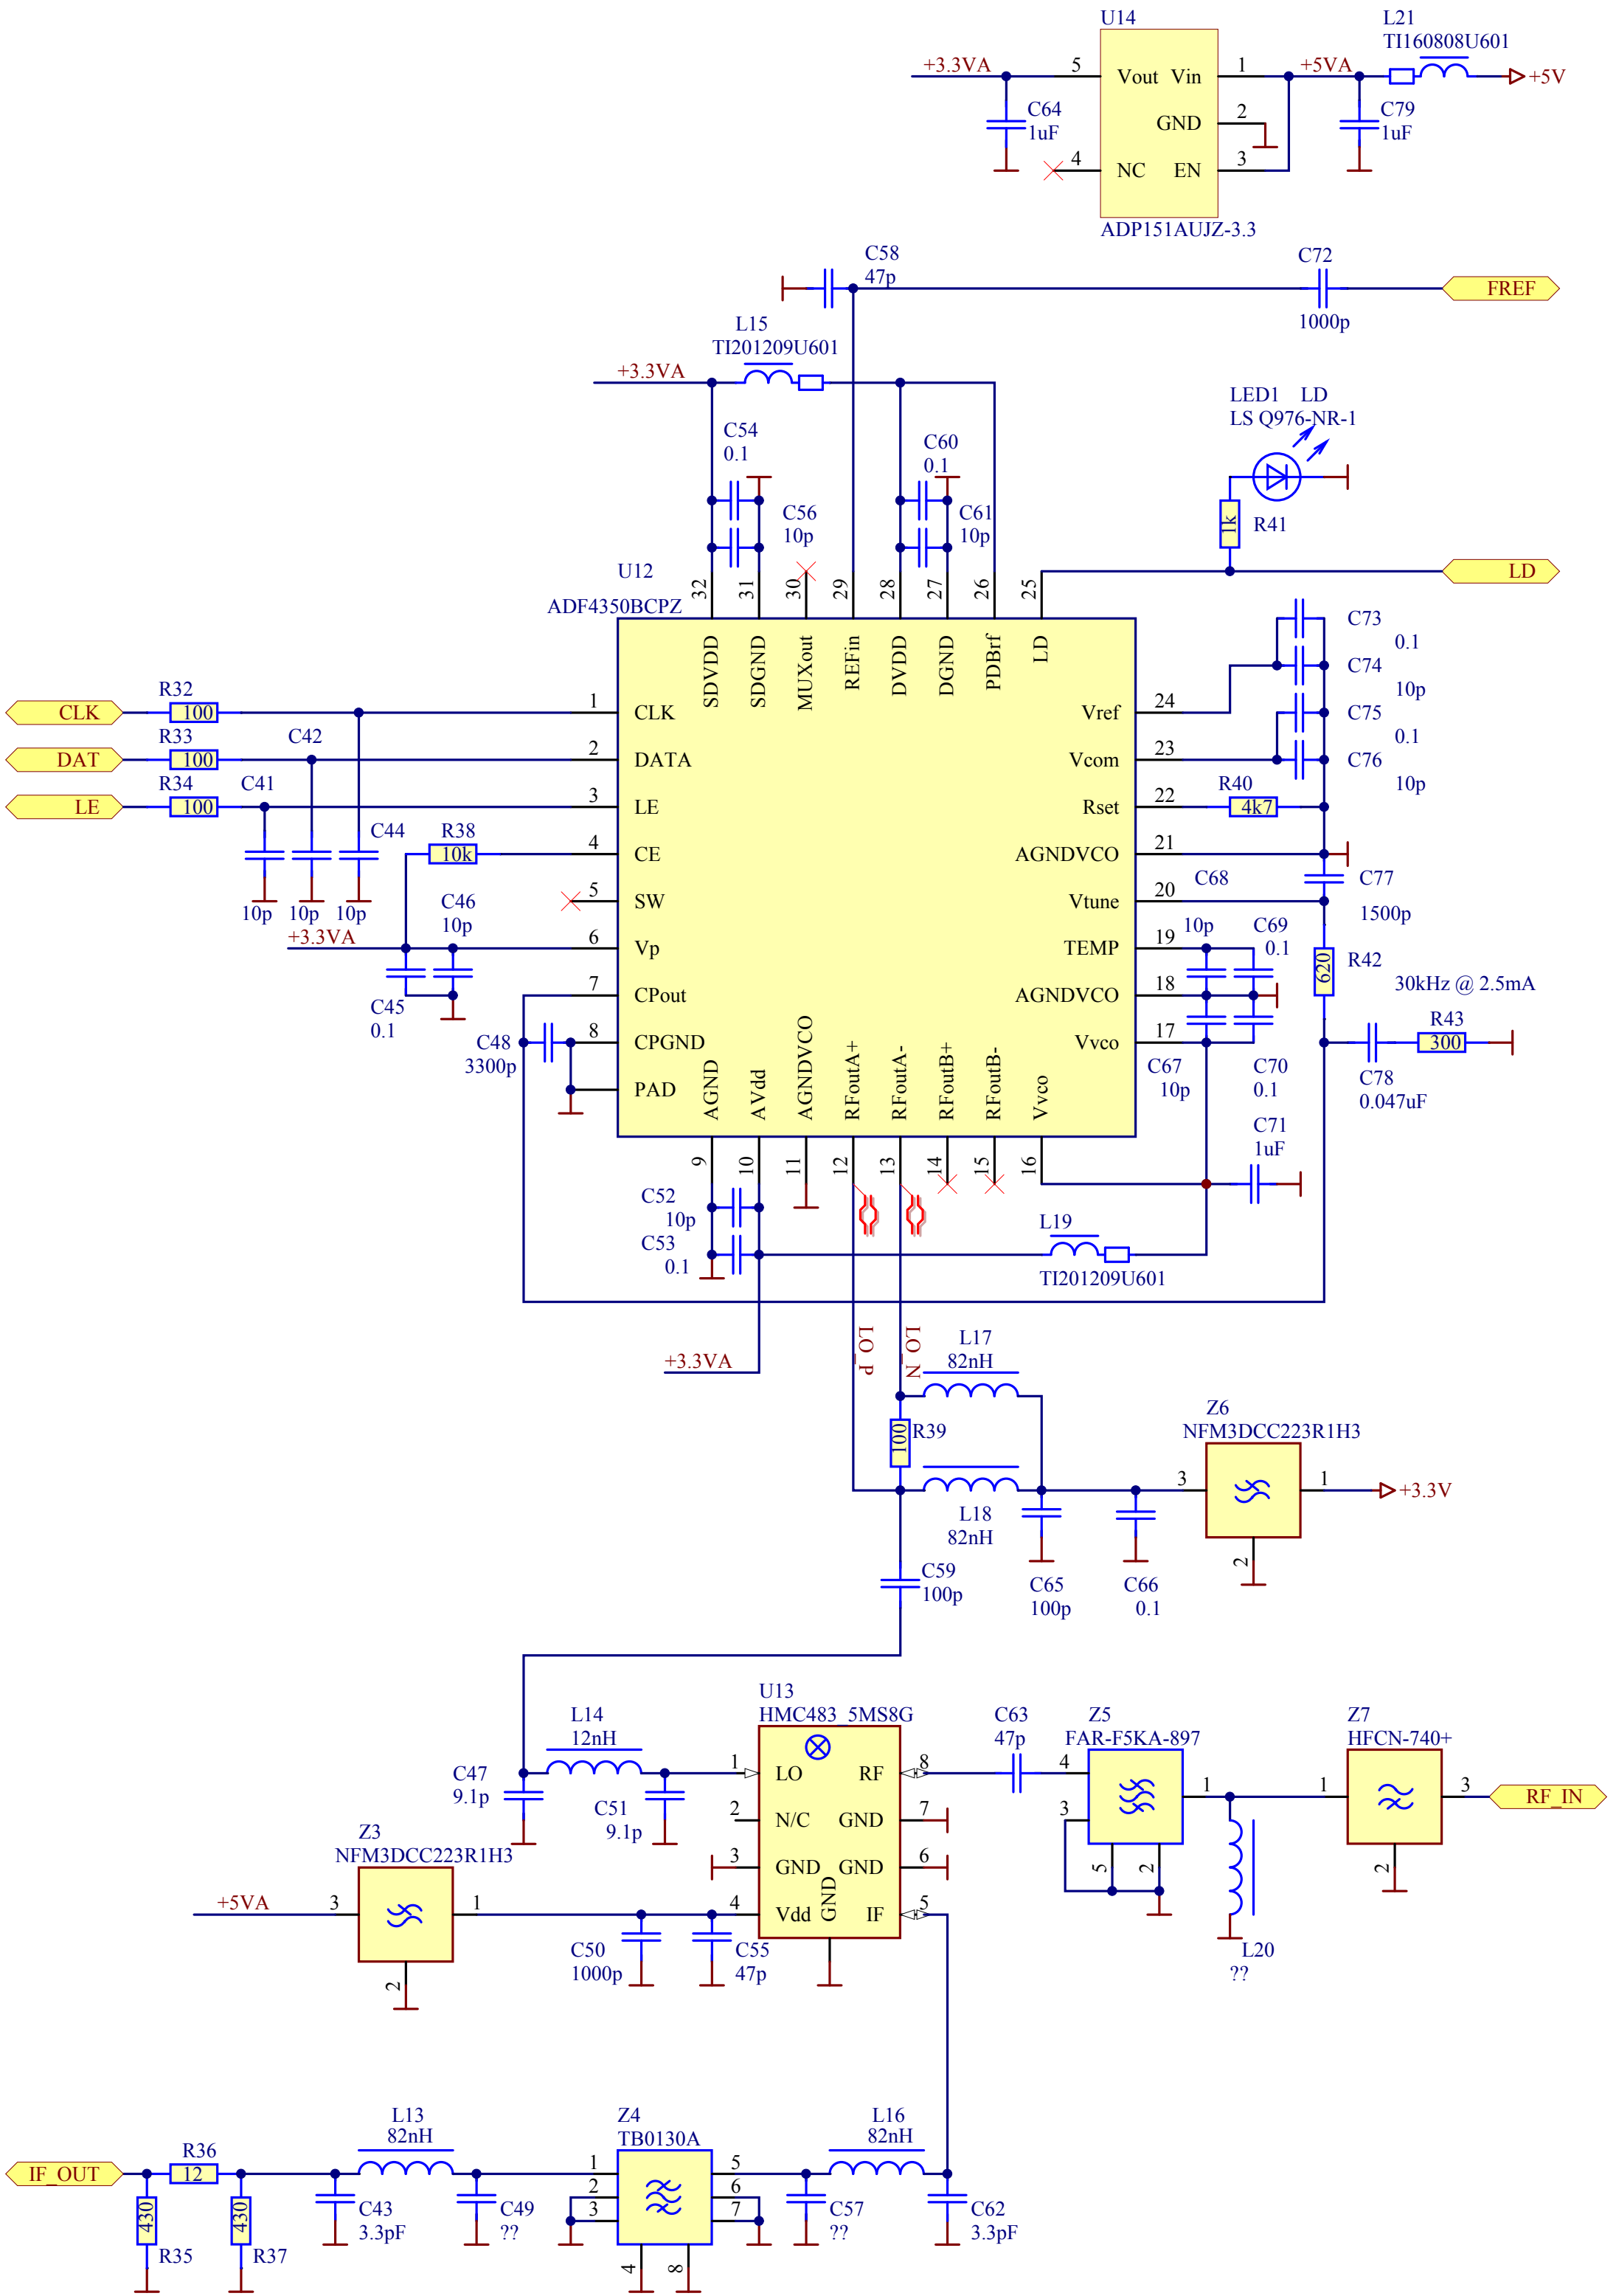 U14
L21
TI160808U601
+3.3VA
5
Vout
Vin
1
+5VA
+5V
C64
1uF
GND
2
C79
1uF
4
NC
EN
3
ADP151AUJZ-3.3
C58
47p
C72
1000p
FREF
L15
TI201209U601
+3.3VA
LED1 LD
LS Q976-NR-1
C54
0.1
C60
0.1
C56
10p
C61
10p
1k
R41
U12
ADF4350BCPZ
LD
32
31
30
29
28
27
26
25
SDVDD
SDGND
MUXout
REFin
DVDD
DGND
PDBrf
LD
C73
0.1
C74
10p
C75
0.1
C76
10p
CLK
R32
100
1
CLK
Vref
24
DAT
R33
100
C42
2
DATA
Vcom
23
LE
R34
100
C41
3
LE
Rset
22
R40
4k7
C44
R38
10k
4
CE
AGNDVCO
21
C77
1500p
10p
10p
10p
C46
10p
5
SW
Vtune
20
C68
10p
+3.3VA
6
Vp
TEMP
19
C69
0.1
620
R42
30kHz @ 2.5mA
C45
0.1
7
CPout
AGNDVCO
18
C48
3300p
8
CPGND
Vvco
17
C67
10p
C70
0.1
R43
300
C78
0.047uF
PAD
AGND
AVdd
AGNDVCO
RFoutA+
RFoutA-
RFoutB+
RFoutB-
Vvco
9
10
11
12
13
14
15
16
C71
1uF
C52
10p
C53
0.1
L19
TI201209U601
+3.3VA
LO_P
LO_N
L17
82nH
100
R39
Z6
NFM3DCC223R1H3
3
1
+3.3V
2
L18
82nH
C59
100p
C65
100p
C66
0.1
U13
HMC483_5MS8G
L14
12nH
C47
9.1p
C51
9.1p
1
LO
RF
8
2
N/C
GND
7
3
GND
GND
6
4
Vdd
GND
IF
5
C63
47p
Z5
FAR-F5KA-897
4
3
1
5
2
Z7
HFCN-740+
1
3
2
RF_IN
L20
??
Z3
NFM3DCC223R1H3
+5VA
3
1
2
C50
1000p
C55
47p
L13
82nH
Z4
TB0130A
L16
82nH
IF_OUT
R36
12
430
R35
430
R37
C43
3.3pF
C49
??
1
2
3
5
6
7
4
8
C57
??
C62
3.3pF